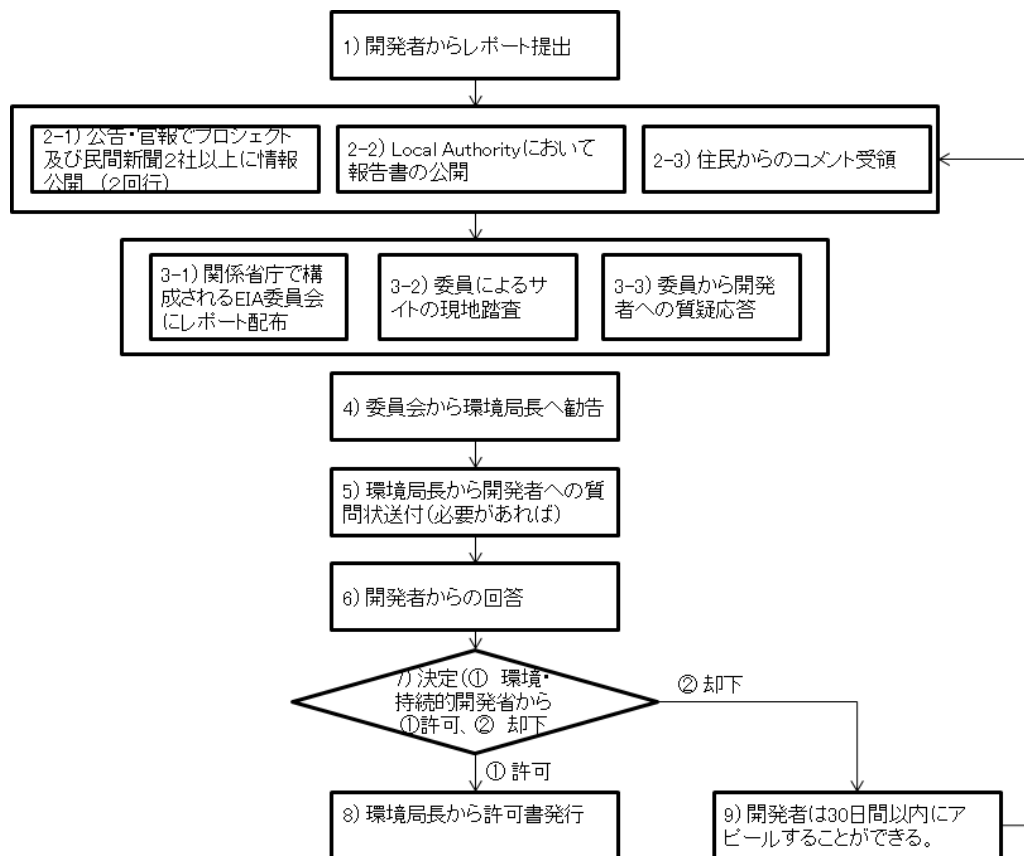 1）開発者からレポート提出
2-1）公告・官報でプロジェクト
及び民間新聞2社以上に情報
公開　（2回行）
2-2）Local Authorityにおいて
報告書の公開
2-3）住民からのコメント受領
3-1）関係省庁で構
成されるEIA委員会
にレポート配布
3-2）委員によるサ
イトの現地踏査
3-3）委員から開発
者への質疑応答
4）委員会から環境局長へ勧告
5）環境局長から開発者への質
問状送付（必要があれば）
6）開発者からの回答
7）決定（①　環境・
持続的開発省から
①許可、②　却下
②却下
①許可
8）環境局長から許可書発行
9）開発者は30日間以内にア
ピールすることができる。